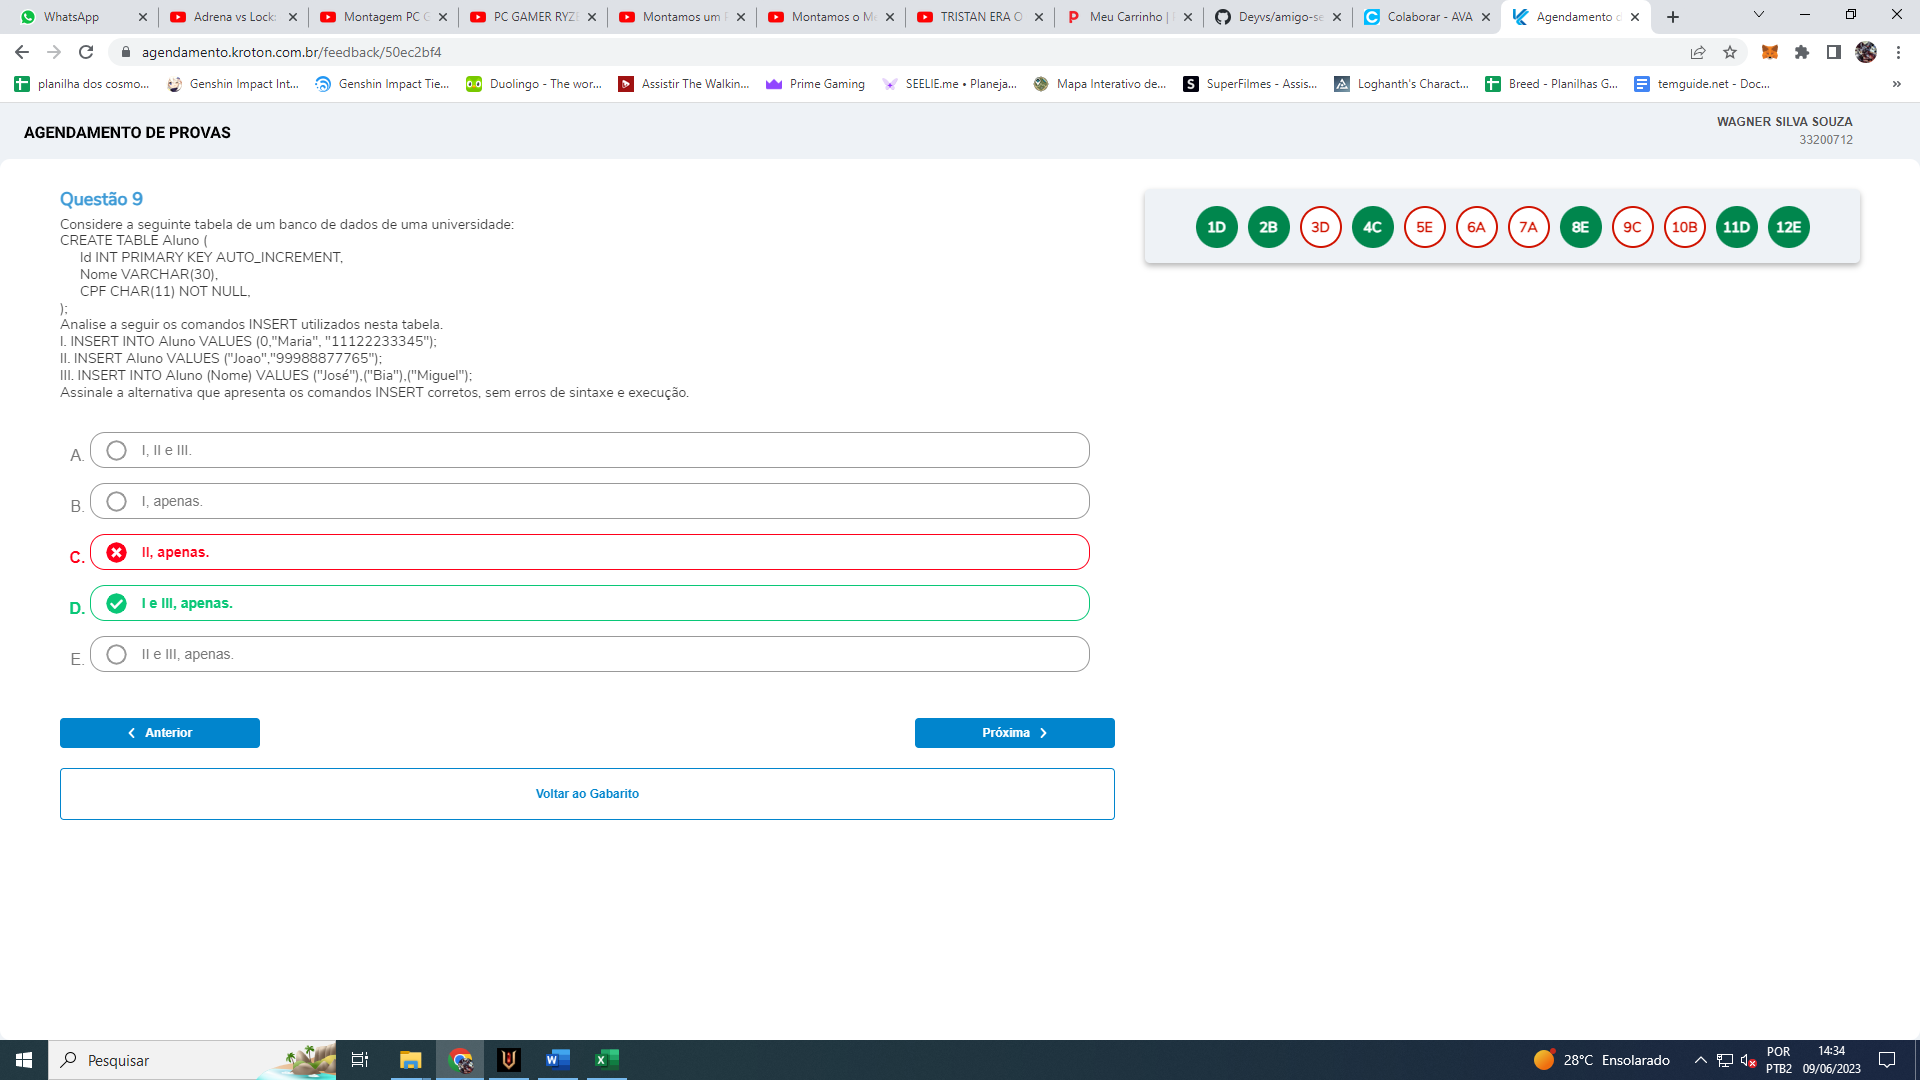 WhatsApp
Adrena vs Lock
Montagem PC G
PC GAMER RYZE
Montamos um
Montamos o Me
TRISTAN ERA O
Meu Carrinho |
Deyvs/amigo-se
Colaborar - AVA
Agendamento d
agendamento.kroton.com.br/feedback/50ec2bf4
planilha dos cosmo...
Genshin Impact Int...
Genshin Impact Tie...
Duolingo - The wor...
Assistir The Walkin...
Prime Gaming
SEELIE.me • Planeja...
Mapa Interativo de...
SuperFilmes - Assis...
Loghanth's Charact...
Breed - Planilhas G...
temguide.net - Doc...
»
AGENDAMENTO DE PROVAS
WAGNER SILVA SOUZA
33200712
Questão 9
Considere a seguinte tabela de um banco de dados de uma universidade:
CREATE TABLE Aluno (
Id INT PRIMARY KEY AUTO_INCREMENT,
Nome VARCHAR(30),
CPF CHAR(11) NOT NULL,
);
Analise a seguir os comandos INSERT utilizados nesta tabela.
I. INSERT INTO Aluno VALUES (0,"Maria", "11122233345");
II. INSERT Aluno VALUES ("Joao","99988877765");
III. INSERT INTO Aluno (Nome) VALUES ("José"),("Bia"),("Miguel");
Assinale a alternativa que apresenta os comandos INSERT corretos, sem erros de sintaxe e execução.
A. I, II e III.
B. I, apenas.
C. II, apenas.
D. I e III, apenas.
E. II e III, apenas.
1D 2B 3D 4C 5E 6A 7A 8E 9C 10B 11D 12E
Anterior
Próxima
Voltar ao Gabarito
Pesquisar
28°C Ensolarado
POR
PTB2
14:34
09/06/2023